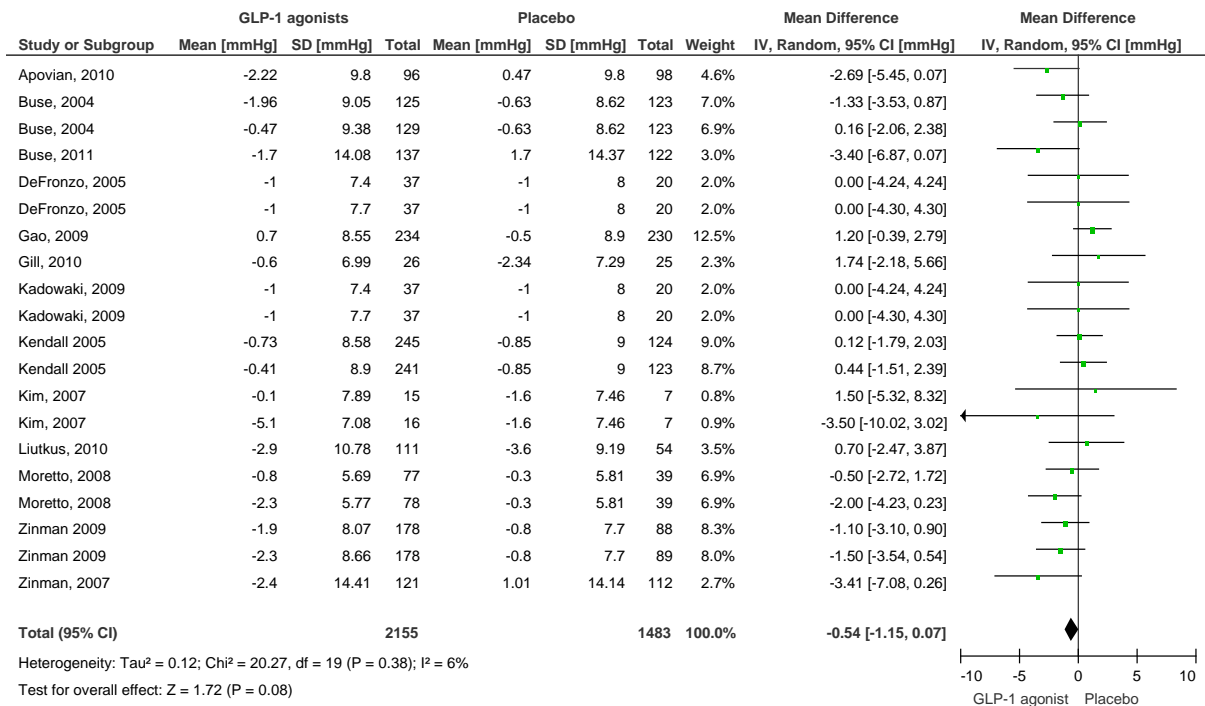 GLP-1 agonists Placebo Mean Difference Mean Difference
Study or Subgroup Mean [mmHg] SD [mmHg] Total Mean [mmHg] SD [mmHg] Total Weight IV, Random, 95% CI [mmHg] IV, Random, 95% CI [mmHg]
Apovian, 2010 -2.22 9.8 96 0.47 9.8 98 4.6% -2.69 [-5.45, 0.07]
Buse, 2004 -1.96 9.05 125 -0.63 8.62 123 7.0% -1.33 [-3.53, 0.87]
Buse, 2004 -0.47 9.38 129 -0.63 8.62 123 6.9% 0.16 [-2.06, 2.38]
Buse, 2011 -1.7 14.08 137 1.7 14.37 122 3.0% -3.40 [-6.87, 0.07]
DeFronzo, 2005 -1 7.4 37 -1 8 20 2.0% 0.00 [-4.24, 4.24]
DeFronzo, 2005 -1 7.7 37 -1 8 20 2.0% 0.00 [-4.30, 4.30]
Gao, 2009 0.7 8.55 234 -0.5 8.9 230 12.5% 1.20 [-0.39, 2.79]
Gill, 2010 -0.6 6.99 26 -2.34 7.29 25 2.3% 1.74 [-2.18, 5.66]
Kadowaki, 2009 -1 7.4 37 -1 8 20 2.0% 0.00 [-4.24, 4.24]
Kadowaki, 2009 -1 7.7 37 -1 8 20 2.0% 0.00 [-4.30, 4.30]
Kendall 2005 -0.73 8.58 245 -0.85 9 124 9.0% 0.12 [-1.79, 2.03]
Kendall 2005 -0.41 8.9 241 -0.85 9 123 8.7% 0.44 [-1.51, 2.39]
Kim, 2007 -0.1 7.89 15 -1.6 7.46 7 0.8% 1.50 [-5.32, 8.32]
Kim, 2007 -5.1 7.08 16 -1.6 7.46 7 0.9% -3.50 [-10.02, 3.02]
Liutkus, 2010 -2.9 10.78 111 -3.6 9.19 54 3.5% 0.70 [-2.47, 3.87]
Moretto, 2008 -0.8 5.69 77 -0.3 5.81 39 6.9% -0.50 [-2.72, 1.72]
Moretto, 2008 -2.3 5.77 78 -0.3 5.81 39 6.9% -2.00 [-4.23, 0.23]
Zinman 2009 -1.9 8.07 178 -0.8 7.7 88 8.3% -1.10 [-3.10, 0.90]
Zinman 2009 -2.3 8.66 178 -0.8 7.7 89 8.0% -1.50 [-3.54, 0.54]
Zinman, 2007 -2.4 14.41 121 1.01 14.14 112 2.7% -3.41 [-7.08, 0.26]
Total (95% CI) 2155 1483 100.0% -0.54 [-1.15, 0.07]
Heterogeneity: Tau² = 0.12; Chi² = 20.27, df = 19 (P = 0.38); I² = 6%
Test for overall effect: Z = 1.72 (P = 0.08)
-10 -5 0 5 10
GLP-1 agonist Placebo